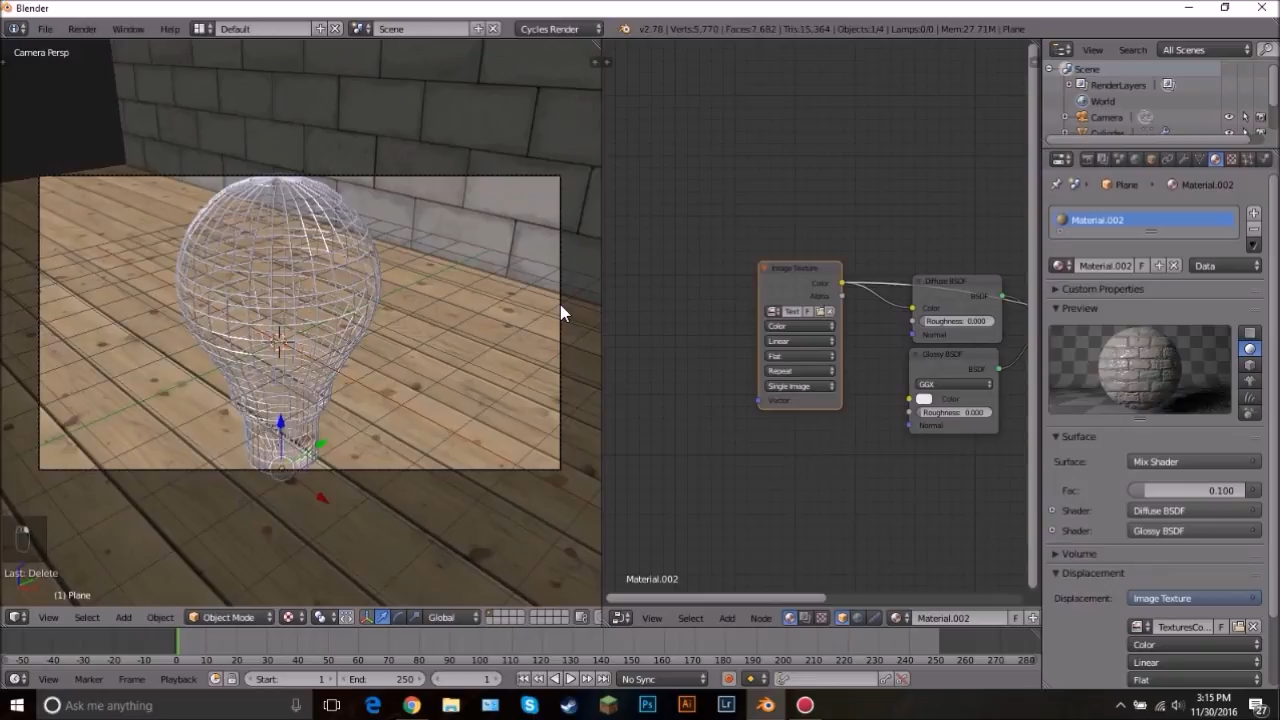 Blender
File Render Window Help Default Scene Cycles Render v2.78 | Verts:5,770 | Faces:7,682 | Tris:15,364 | Objects:1/4 | Lamps:0/0 | Mem:27.71M | Plane
Camera Persp
View Search All Scenes
Scene
RenderLayers
World
Camera
Cylinder
Plane Material.002
Material.002
Material.002 F Data
Custom Properties
Preview
Image Texture
Color
Alpha
Text F
Color
Linear
Flat
Repeat
Single Image
Vector
Diffuse BSDF
BSDF
Color
Roughness: 0.000
Normal
Glossy BSDF
BSDF
GGX
Color
Roughness: 0.000
Normal
Surface
Surface: Mix Shader
Fac: 0.100
Shader: Diffuse BSDF
Shader: Glossy BSDF
Volume
Displacement
Displacement: Image Texture
TexturesCo... F
Color
Linear
Flat
Last: Delete
(1) Plane
Material.002
View Select Add Object Object Mode Global
View Select Add Node Material.002 F
-50 -40 -30 -20 -10 0 10 20 30 40 50 60 70 80 90 100 110 120 130 140 150 160 170 180 190 200 210 220 230 240 250 260 270 280
View Marker Frame Playback Start: 1 End: 250 1 No Sync
Ask me anything
Ps Ai Lr
3:15 PM
11/30/2016
27